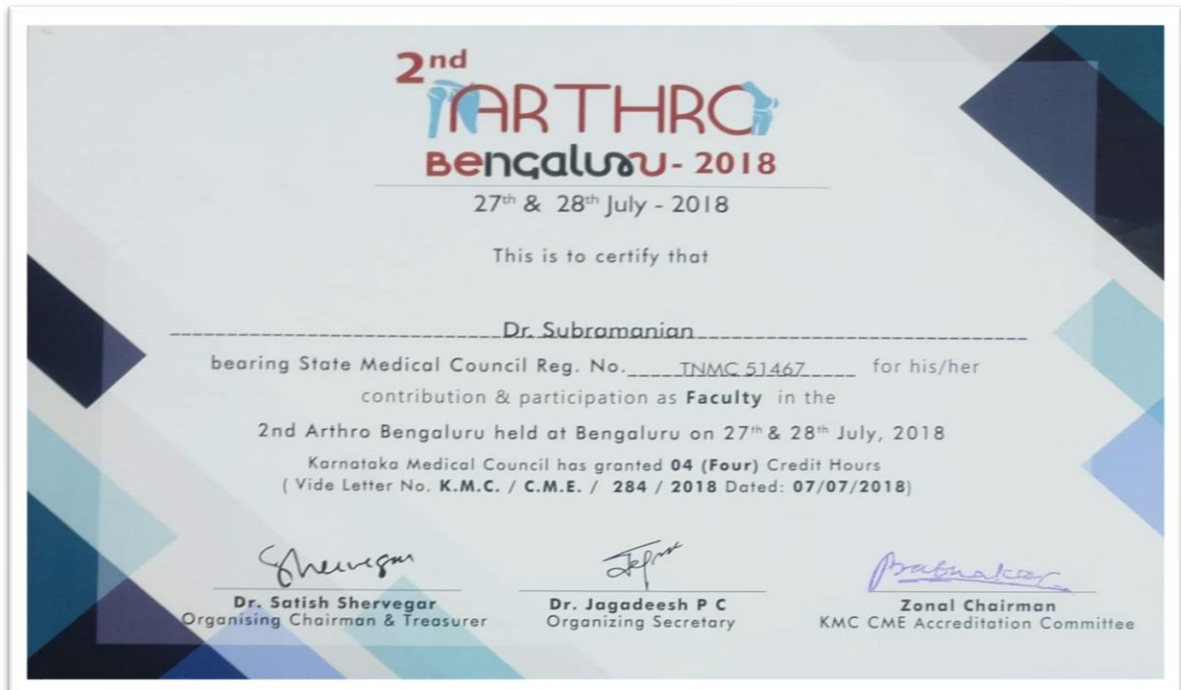 2nd
ARTHRO
Bengaluru - 2018
27th & 28th July - 2018
This is to certify that
Dr. Subramanian
bearing State Medical Council Reg. No. TNMC 51467 for his/her
contribution & participation as Faculty in the
2nd Arthro Bengaluru held at Bengaluru on 27th & 28th July, 2018
Karnataka Medical Council has granted 04 (Four) Credit Hours
( Vide Letter No. K.M.C. / C.M.E. / 284 / 2018 Dated: 07/07/2018)
Shervegar
Prabhakar
Dr. Satish Shervegar
Organising Chairman & Treasurer
Dr. Jagadeesh P C
Organizing Secretary
Zonal Chairman
KMC CME Accreditation Committee